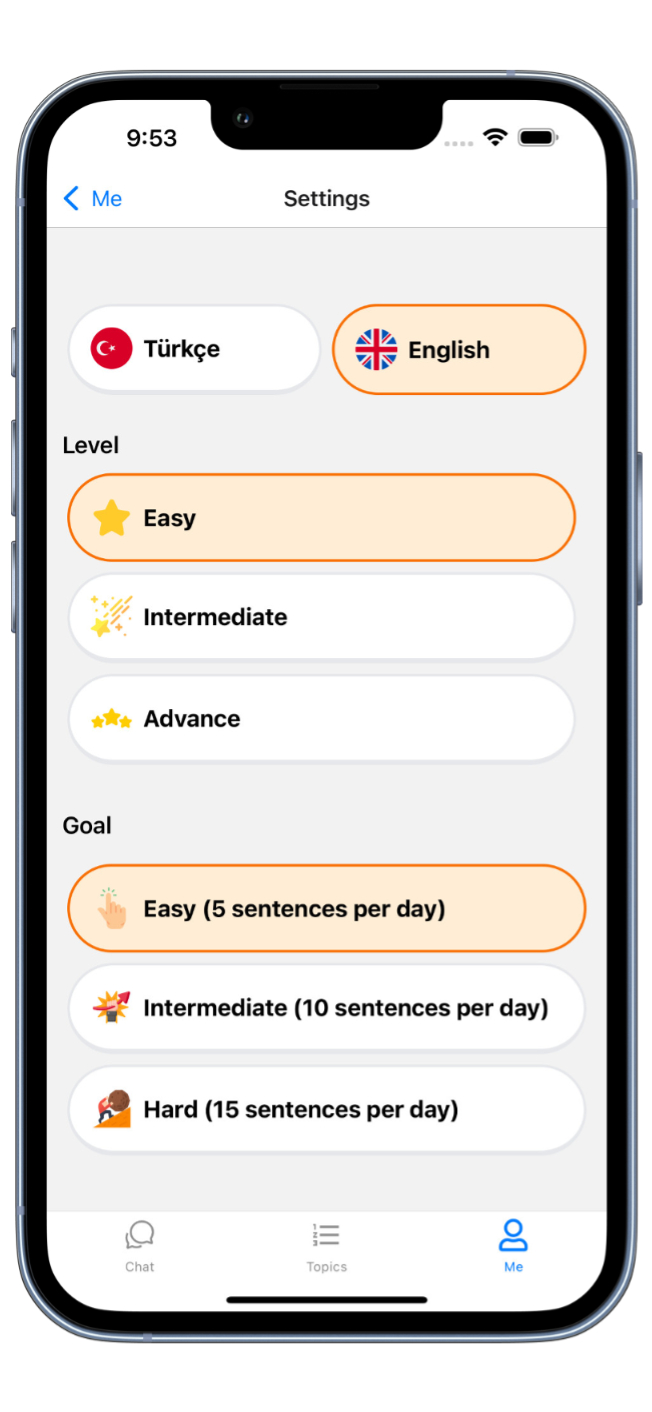 9:53
Me
Settings
Türkçe
English
Level
Easy
Intermediate
Advance
Goal
Easy (5 sentences per day)
Intermediate (10 sentences per day)
Hard (15 sentences per day)
Chat
Topics
Me